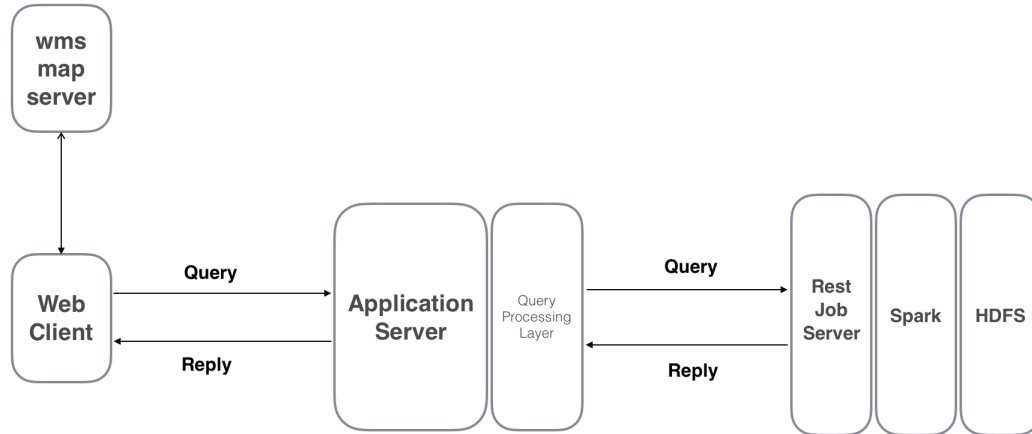 wms
map
server
Web
Client
Query
Reply
Application
Server
Query
Processing
Layer
Query
Reply
Rest
Job
Server
Spark
HDFS